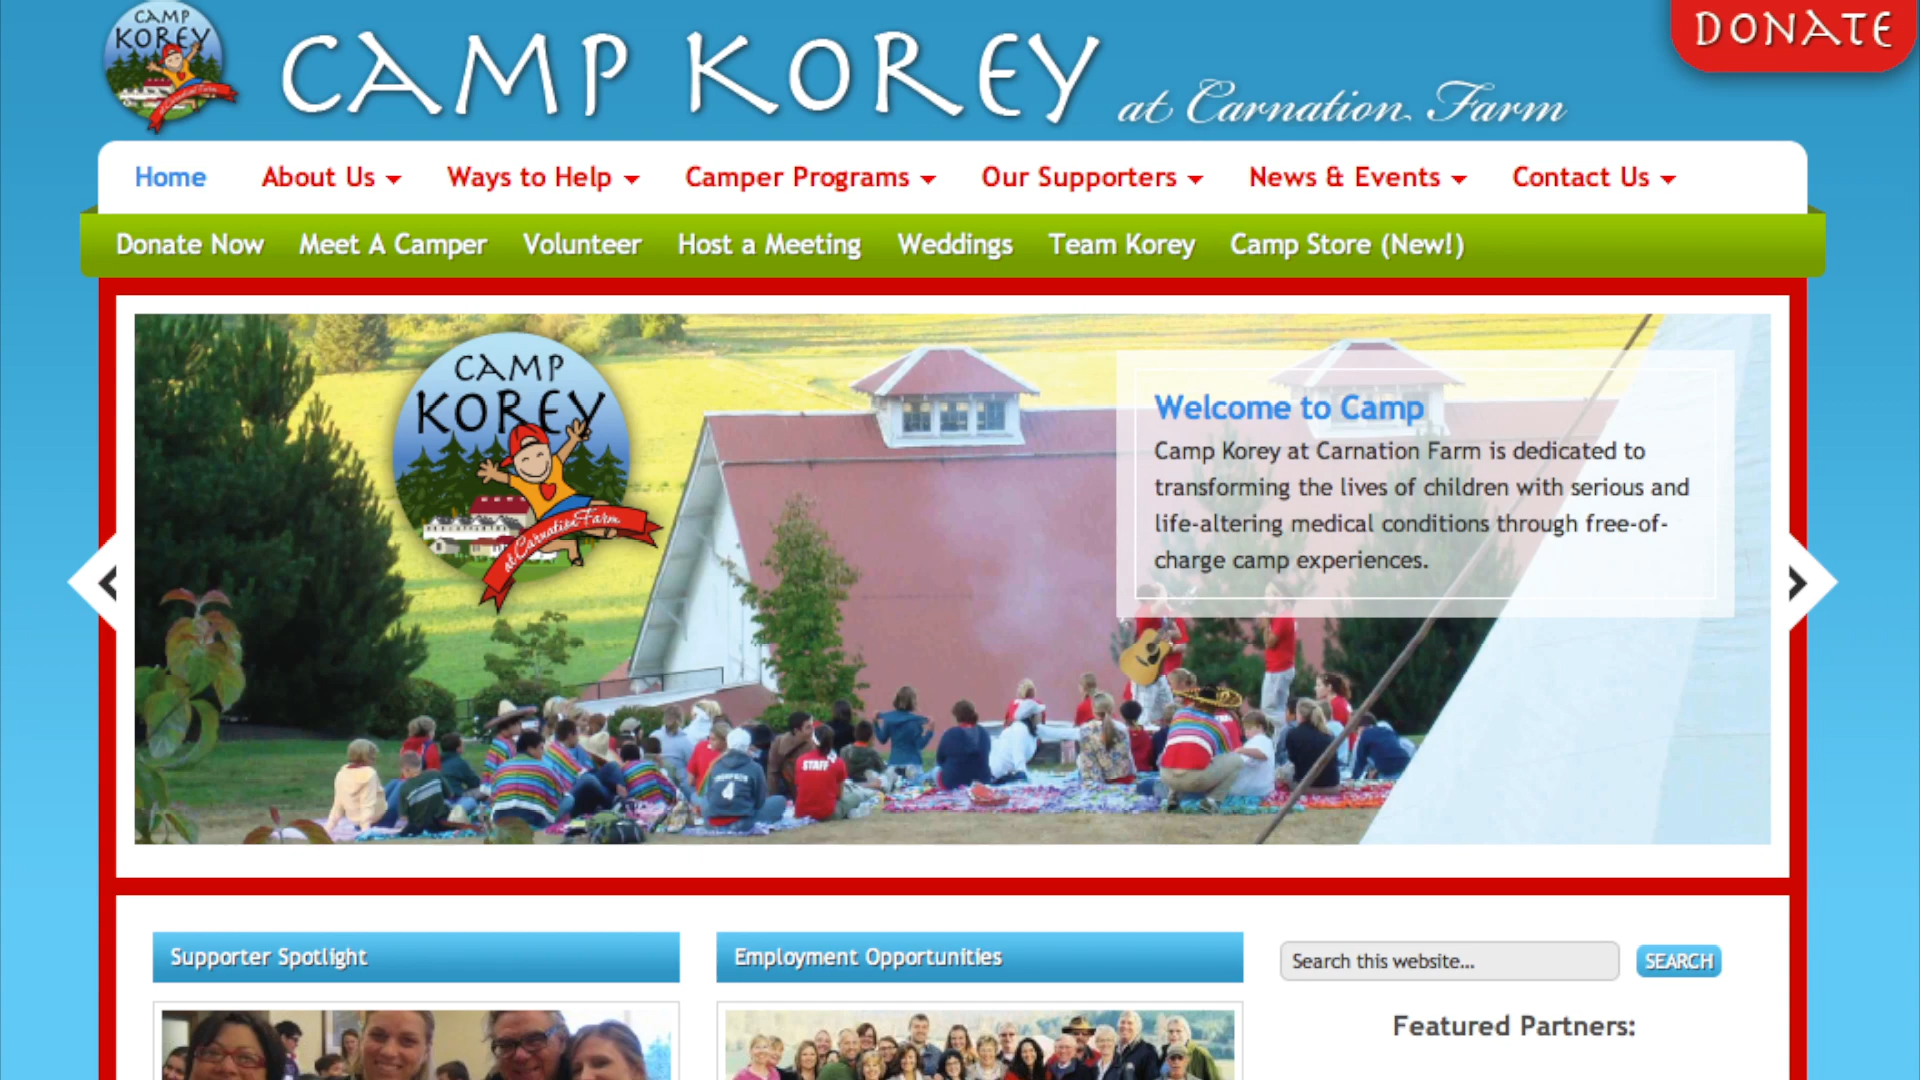 CAMP
KOREY
at Carnation Farm
CAMP KOREY at Carnation Farm
DONATE
Home About Us Ways to Help Camper Programs Our Supporters News & Events Contact Us
Donate Now Meet A Camper Volunteer Host a Meeting Weddings Team Korey Camp Store (New!)
CAMP
KOREY
at Carnation Farm
Welcome to Camp
Camp Korey at Carnation Farm is dedicated to
transforming the lives of children with serious and
life-altering medical conditions through free-of-
charge camp experiences.
STAFF
4
Supporter Spotlight
Employment Opportunities
Search this website...
SEARCH
Featured Partners: